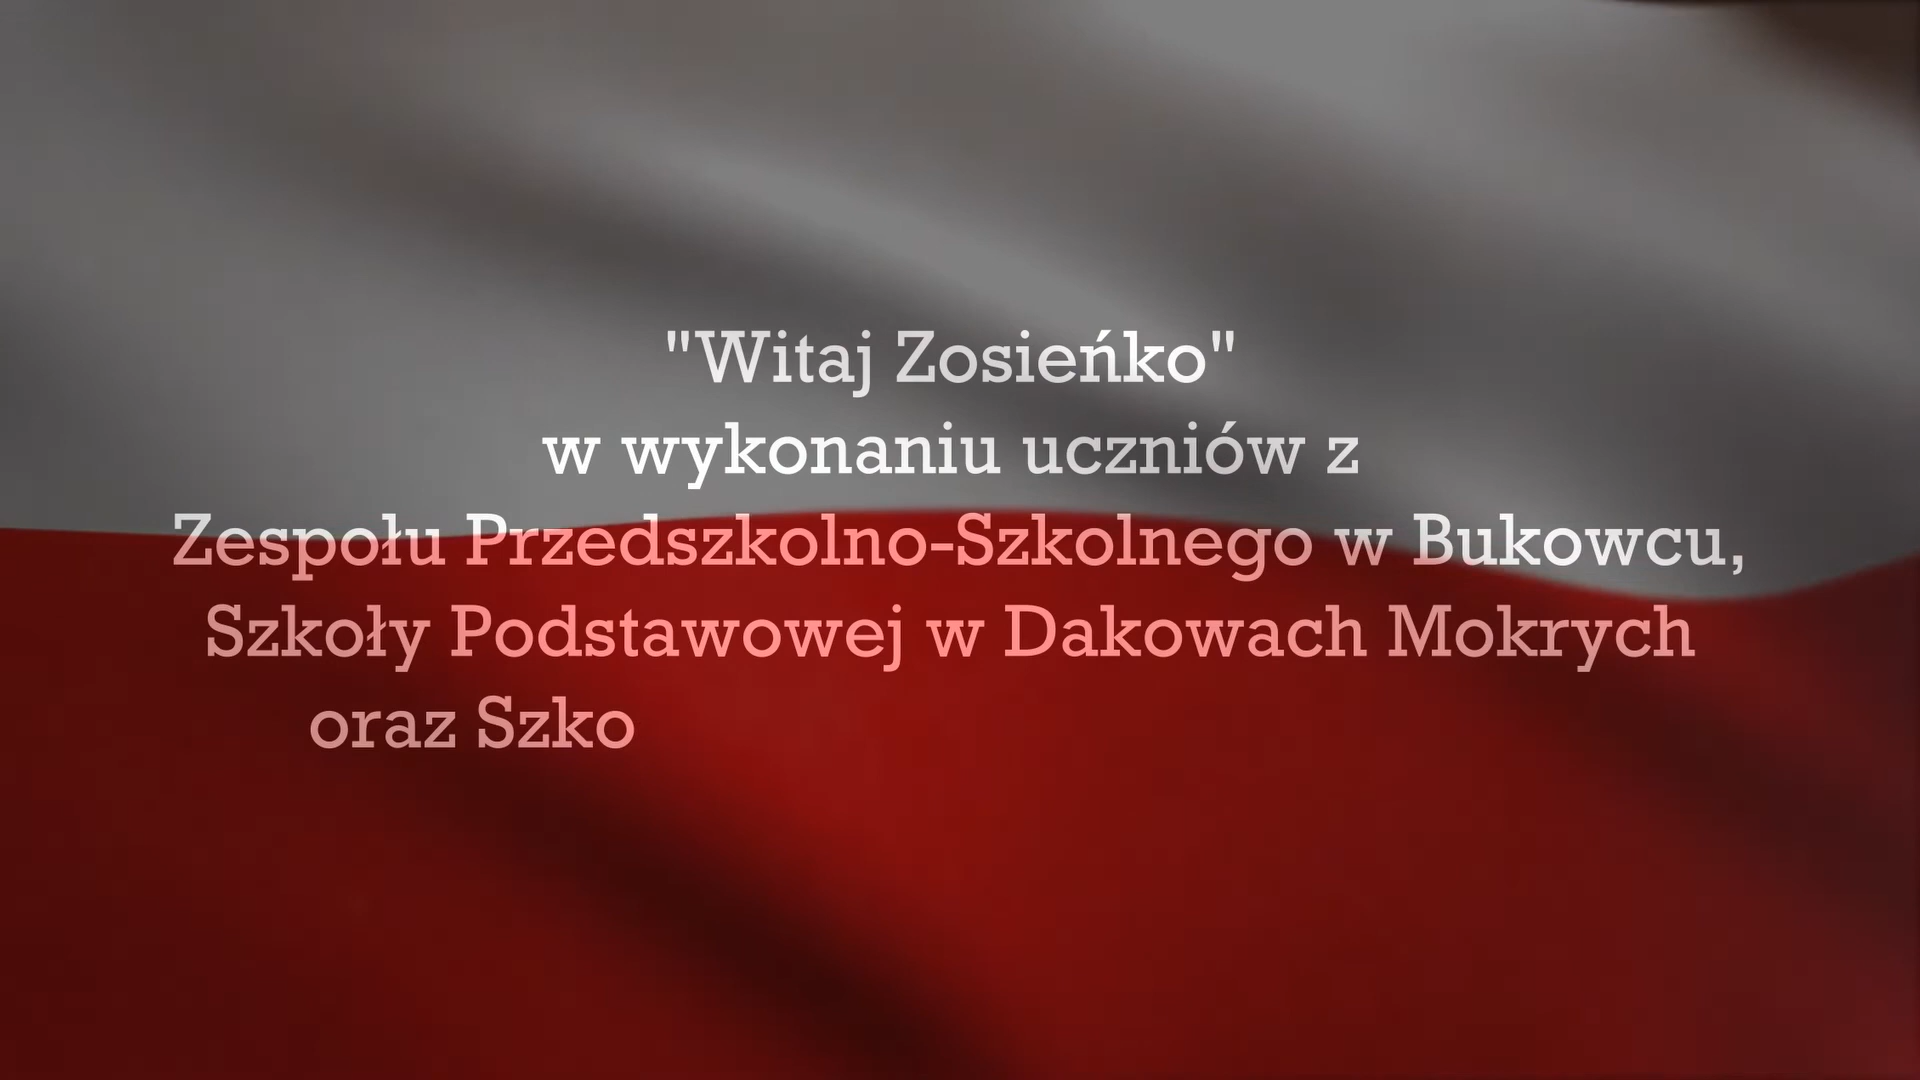 "Witaj Zosieńko"
w wykonaniu uczniów z
Zespołu Przedszkolno-Szkolnego w Bukowcu,
Szkoły Podstawowej w Dakowach Mokrych
oraz Szko